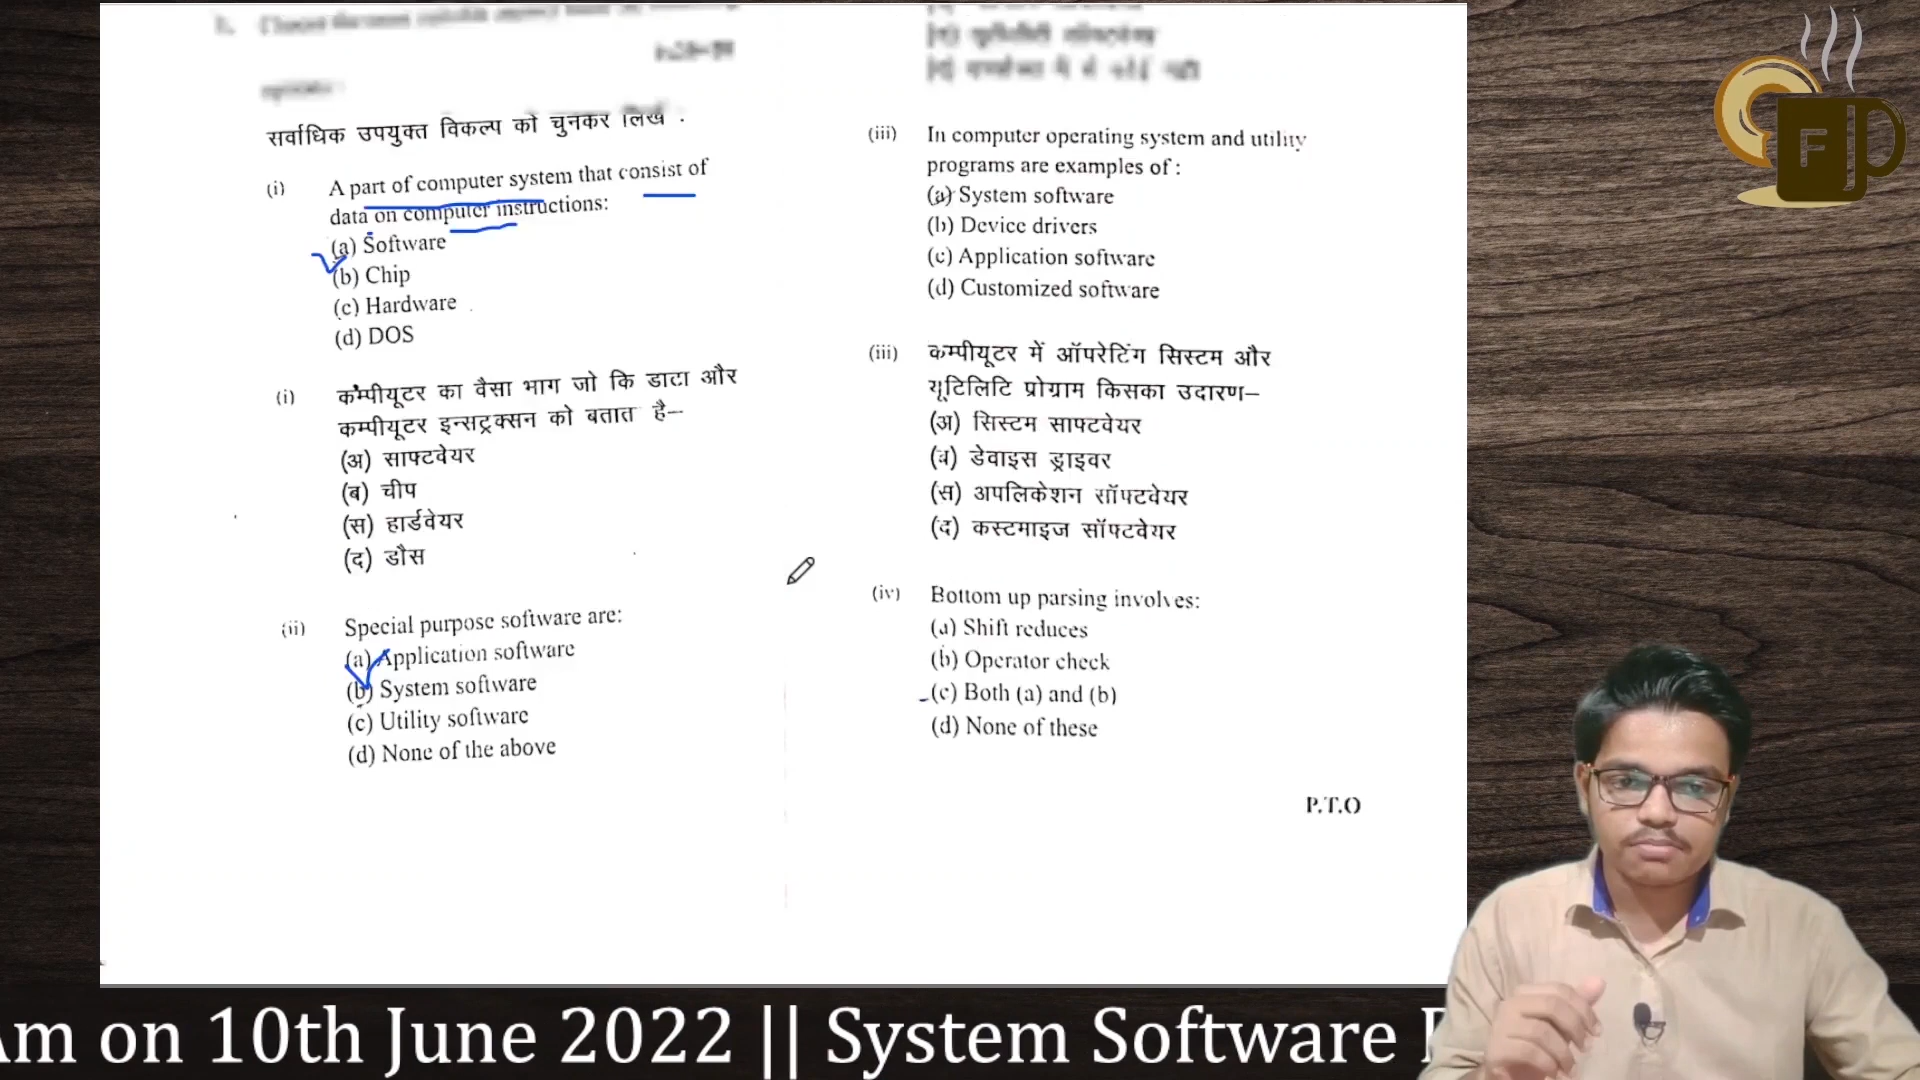 सर्वाधिक उपयुक्त विकल्प को चुनकर लिखें .
(i) A part of computer system that consist of
data on computer instructions:
(a) Software
(b) Chip
(c) Hardware
(d) DOS
(i) कम्पीयूटर का वैसा भाग जो कि डाटा और
कम्पीयूटर इन्सट्रक्सन को बतात है–
(अ) साफ्टवेयर
(ब) चीप
(स) हार्डवेयर
(द) डौस
(ii) Special purpose software are:
(a) Application software
(b) System software
(c) Utility software
(d) None of the above
(iii) In computer operating system and utility
programs are examples of :
(a) System software
(b) Device drivers
(c) Application software
(d) Customized software
(iii) कम्पीयूटर में ऑपरेटिंग सिस्टम और
यूटिलिटि प्रोग्राम किसका उदारण–
(अ) सिस्टम साफ्टवेयर
(ब) डेवाइस ड्राइवर
(स) अपलिकेशन सॉफ्टवेयर
(द) कस्टमाइज सॉफ्टवेयर
(iv) Bottom up parsing involves:
(a) Shift reduces
(b) Operator check
(c) Both (a) and (b)
(d) None of these
P.T.O
F
Am on 10th June 2022 || System Software